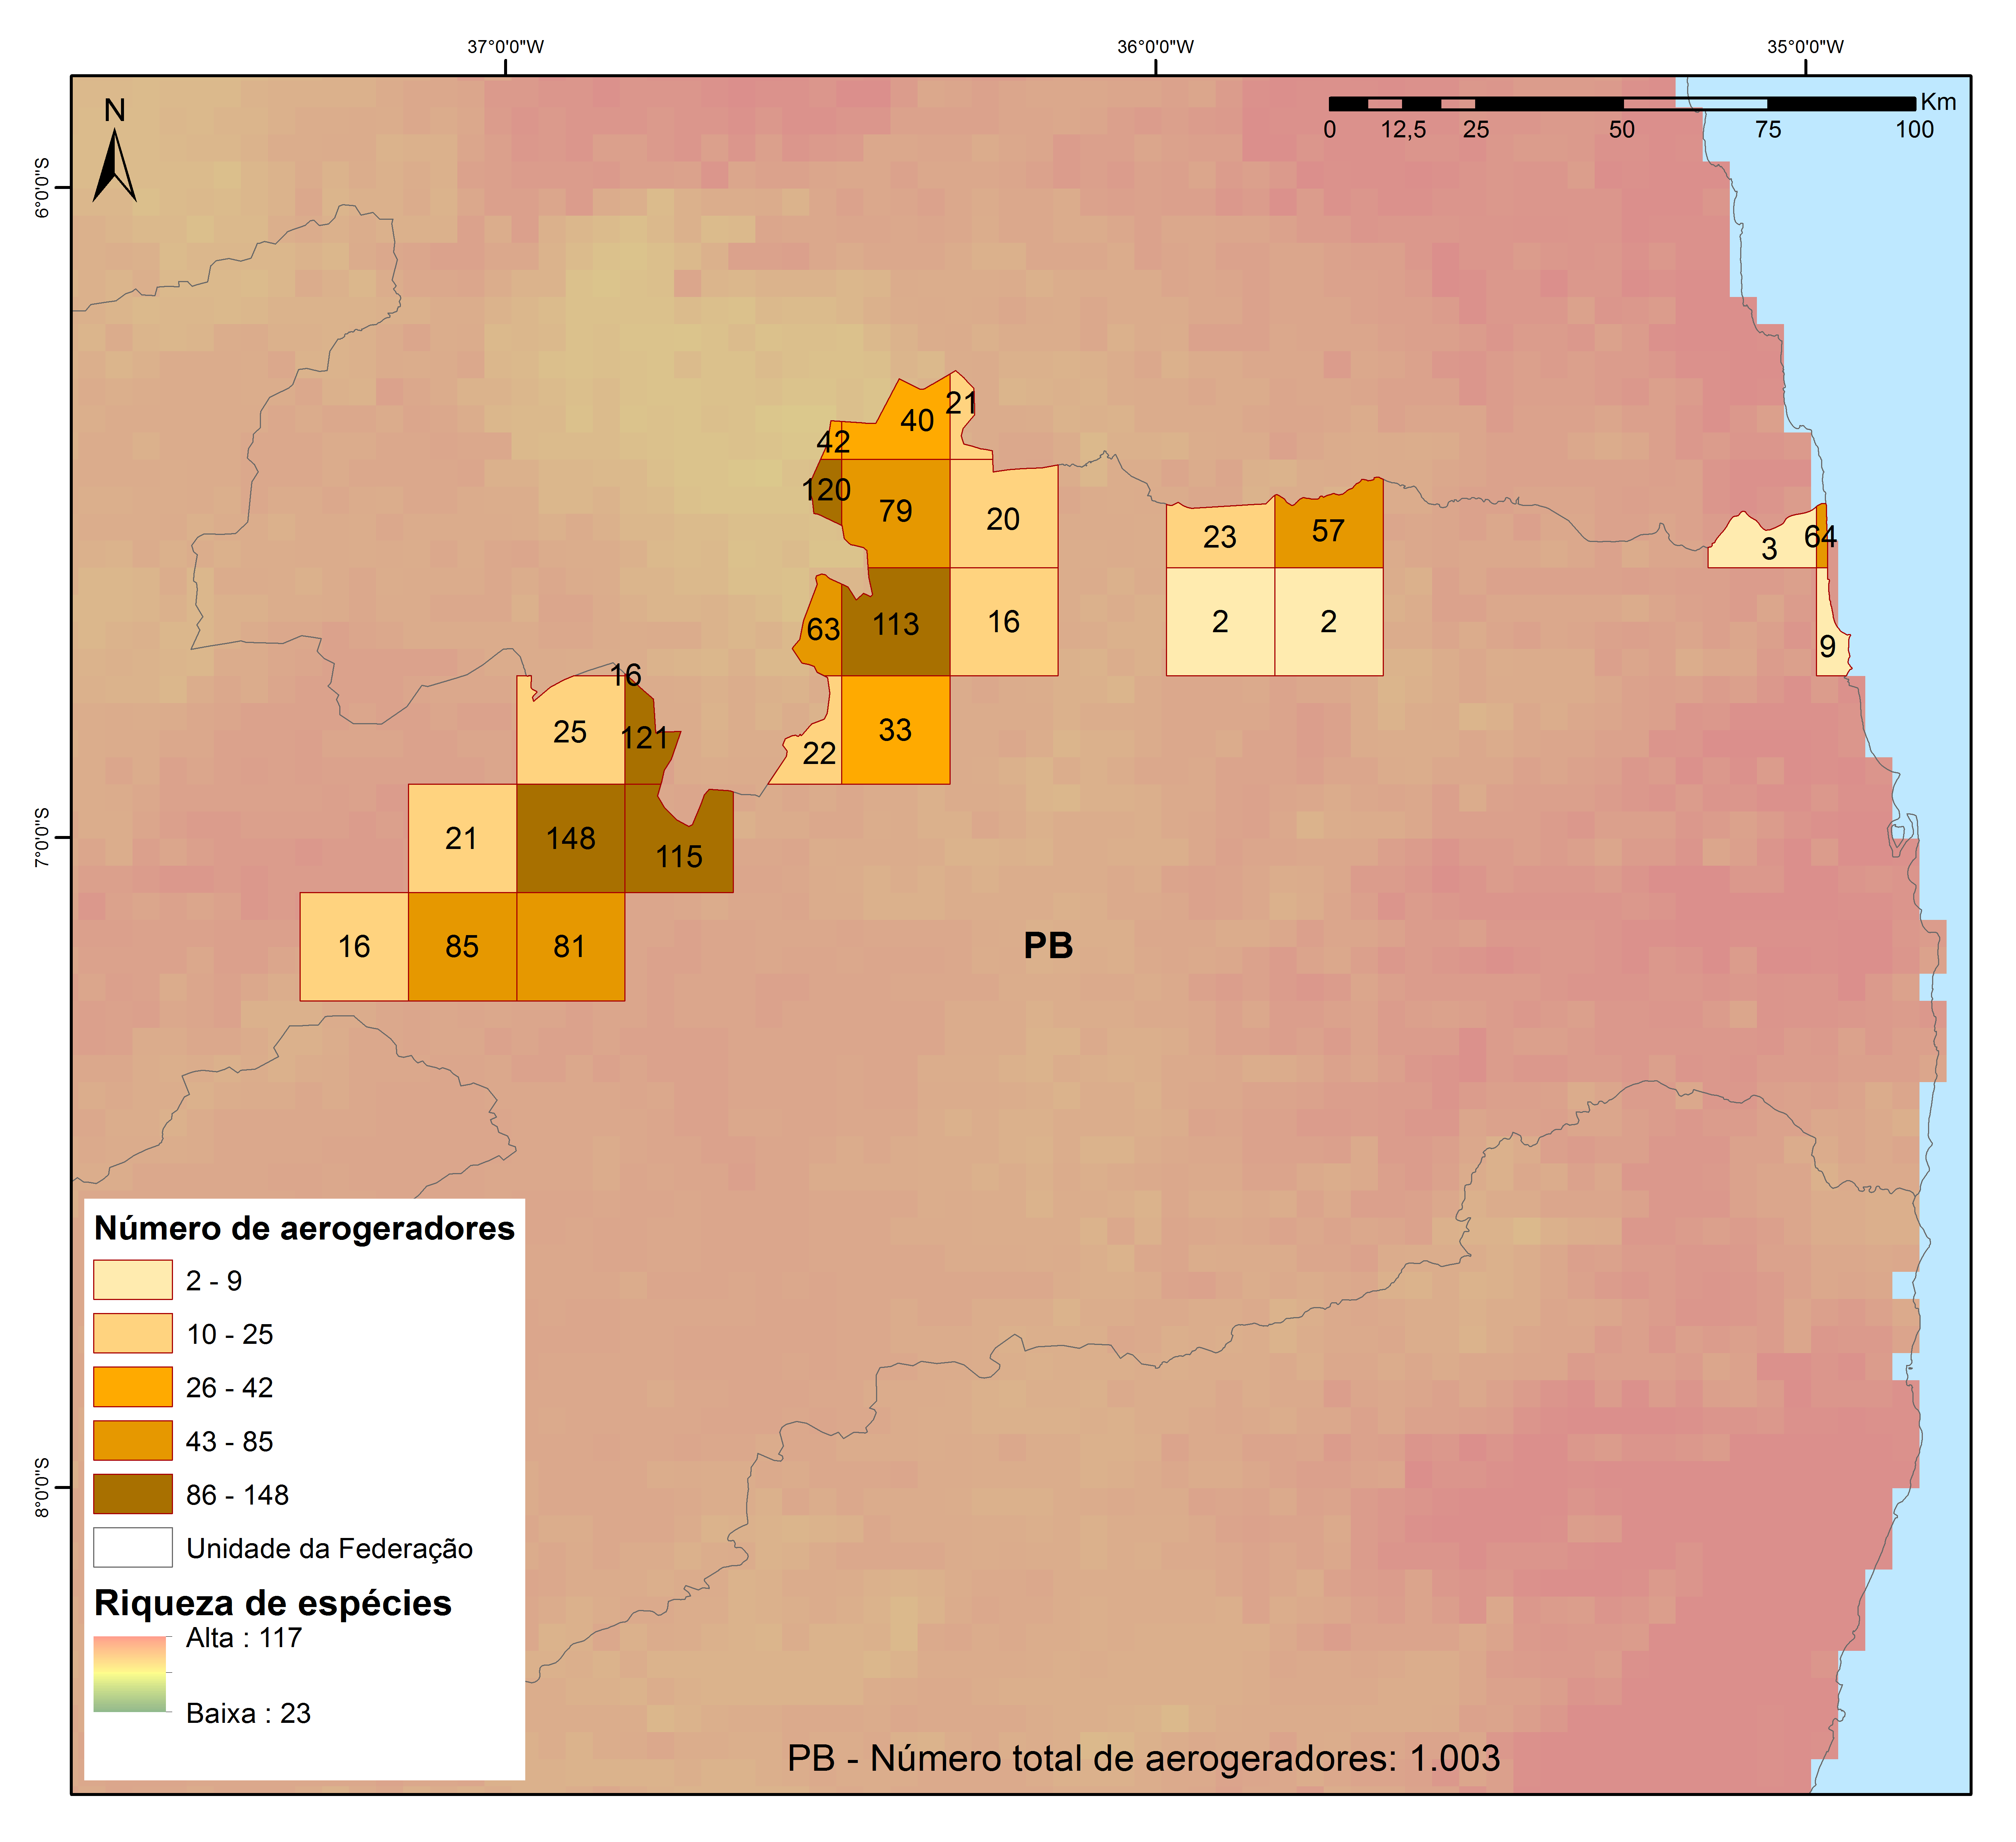 37°0'0"W 36°0'0"W 35°0'0"W
N
Km
0 12,5 25 50 75 100
6°0'0"S
21
40
42
120
79
20
23
57
64
3
63
113
16
2
2
9
16
25
121
22
33
7°0'0"S
21
148
115
16
85
81
PB
Número de aerogeradores
2 - 9
10 - 25
26 - 42
43 - 85
86 - 148
Unidade da Federação
Riqueza de espécies
Alta : 117
Baixa : 23
8°0'0"S
PB - Número total de aerogeradores: 1.003